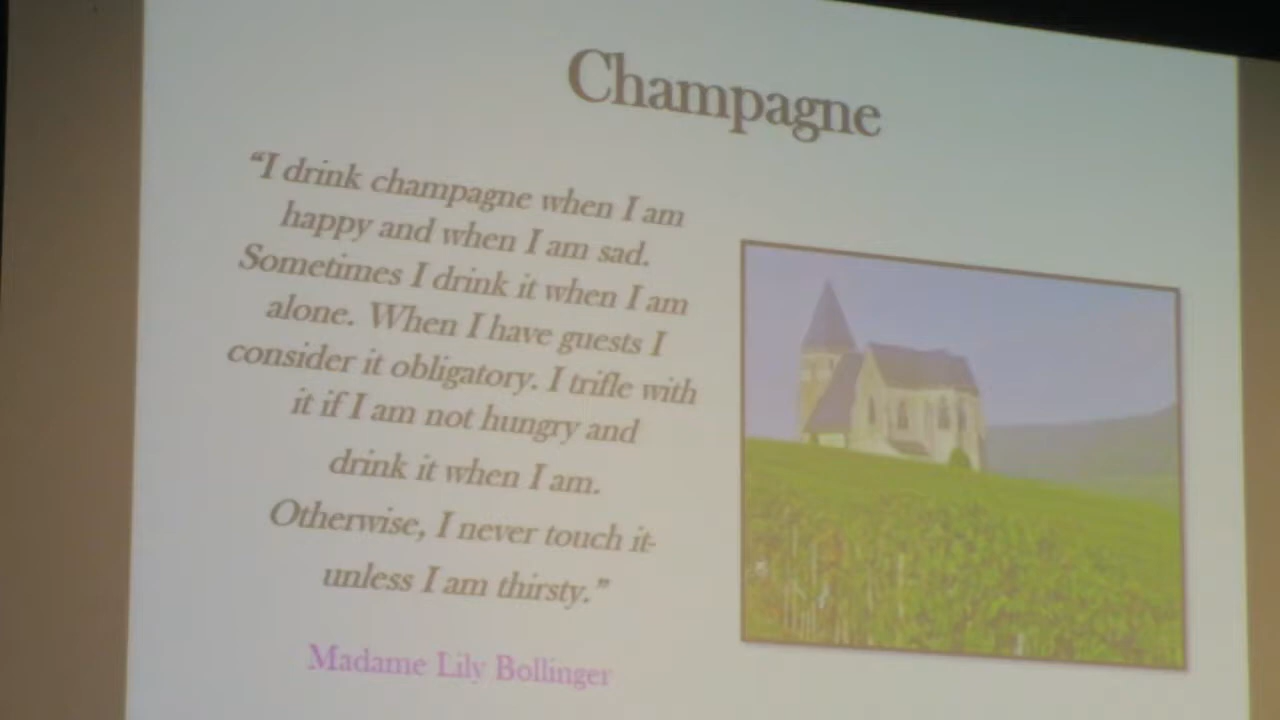 Champagne
“I drink champagne when I am
happy and when I am sad.
Sometimes I drink it when I am
alone. When I have guests I
consider it obligatory. I trifle with
it if I am not hungry and
drink it when I am.
Otherwise, I never touch it-
unless I am thirsty.”
Madame Lily Bollinger